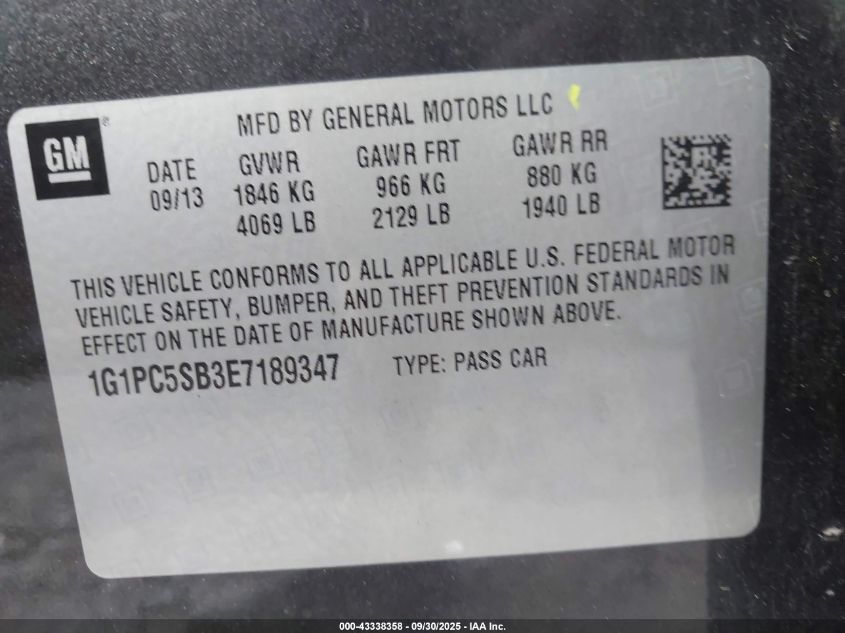 GM
MFD BY GENERAL MOTORS LLC
DATE GVWR GAWR FRT GAWR RR
09/13 1846 KG 966 KG 880 KG
4069 LB 2129 LB 1940 LB
THIS VEHICLE CONFORMS TO ALL APPLICABLE U.S. FEDERAL MOTOR
VEHICLE SAFETY, BUMPER, AND THEFT PREVENTION STANDARDS IN
EFFECT ON THE DATE OF MANUFACTURE SHOWN ABOVE.
1G1PC5SB3E7189347 TYPE: PASS CAR
000-43338358 - 09/30/2025 - IAA Inc.